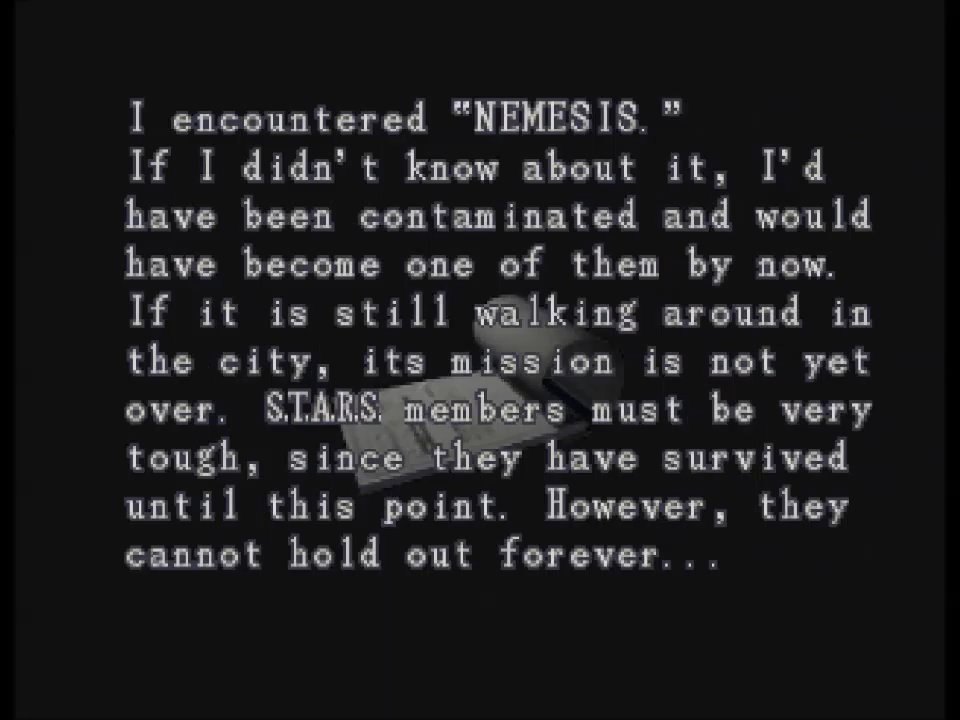 I encountered "NEMESIS."
If I didn't know about it, I'd
have been contaminated and would
have become one of them by now.
If it is still walking around in
the city, its mission is not yet
over. S.T.A.R.S. members must be very
tough, since they have survived
until this point. However, they
cannot hold out forever...